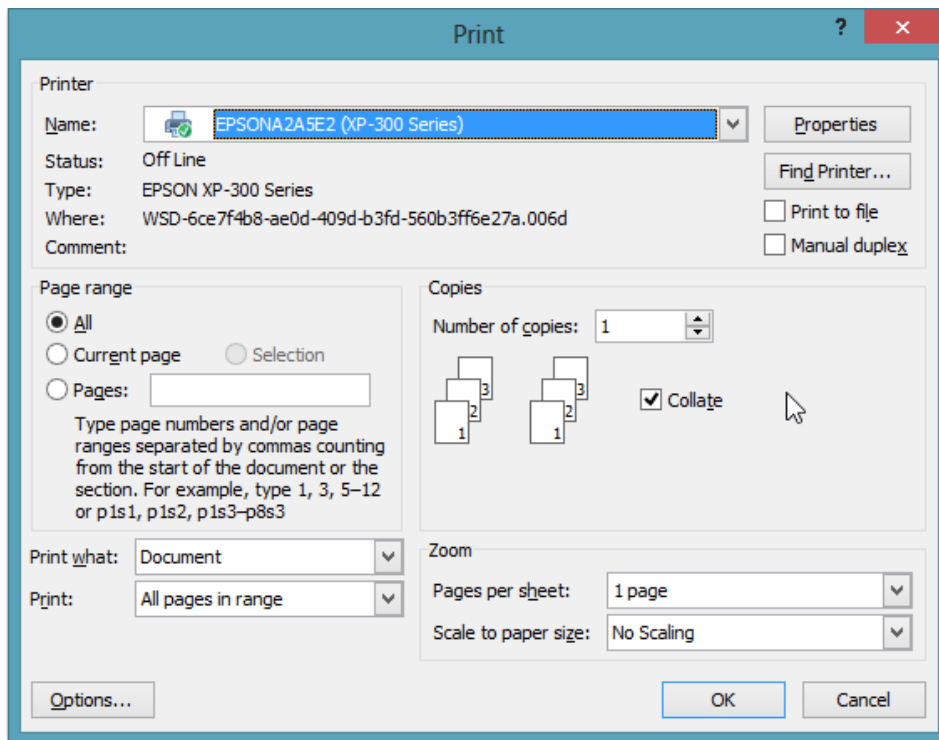 Print
?
Printer
Name: EPSONA2A5E2 (XP-300 Series) Properties
Status: Off Line
Find Printer...
Type: EPSON XP-300 Series
Where: WSD-6ce7f4b8-ae0d-409d-b3fd-560b3ff6e27a.006d
Print to file
Comment:
Manual duplex
Page range
All
Current page Selection
Pages:
Type page numbers and/or page
ranges separated by commas counting
from the start of the document or the
section. For example, type 1, 3, 5–12
or p1s1, p1s2, p1s3–p8s3
Copies
Number of copies: 1
3 3
2 2
1 1
Collate
Print what: Document
Print: All pages in range
Zoom
Pages per sheet: 1 page
Scale to paper size: No Scaling
Options... OK Cancel